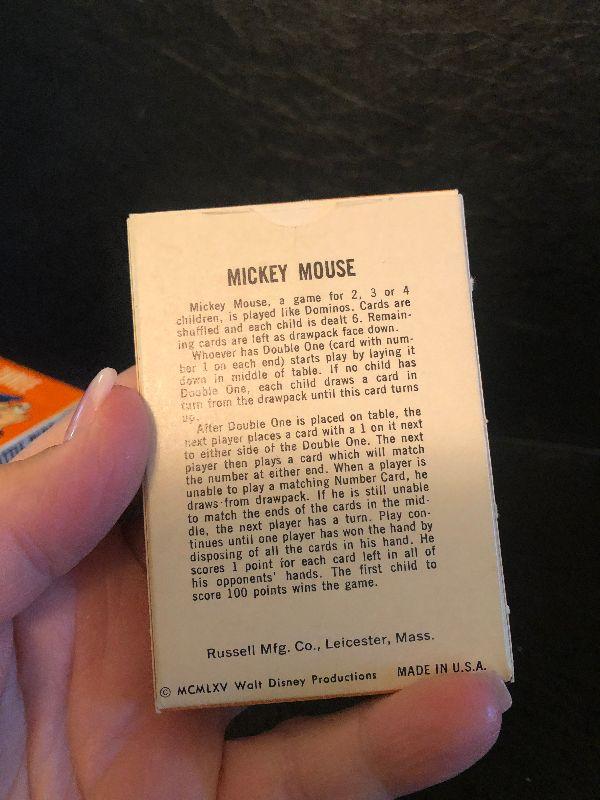 MICKEY MOUSE
Mickey Mouse, a game for 2, 3 or 4
children, is played like Dominos. Cards are
shuffled and each child is dealt 6. Remain-
ing cards are left as drawpack face down.
Whoever has Double One (card with num-
ber 1 on each end) starts play by laying it
down in middle of table. If no child has
Double One, each child draws a card in
turn from the drawpack until this card turns
up.
After Double One is placed on table, the
next player places a card with a 1 on it next
to either side of the Double One. The next
player then plays a card which will match
the number at either end. When a player is
unable to play a matching Number Card, he
draws from drawpack. If he is still unable
to match the ends of the cards in the mid-
dle, the next player has a turn. Play con-
tinues until one player has won the hand by
disposing of all the cards in his hand. He
scores 1 point for each card left in all of
his opponents' hands. The first child to
score 100 points wins the game.
Russell Mfg. Co., Leicester, Mass.
© MCMLXV Walt Disney Productions MADE IN U.S.A.